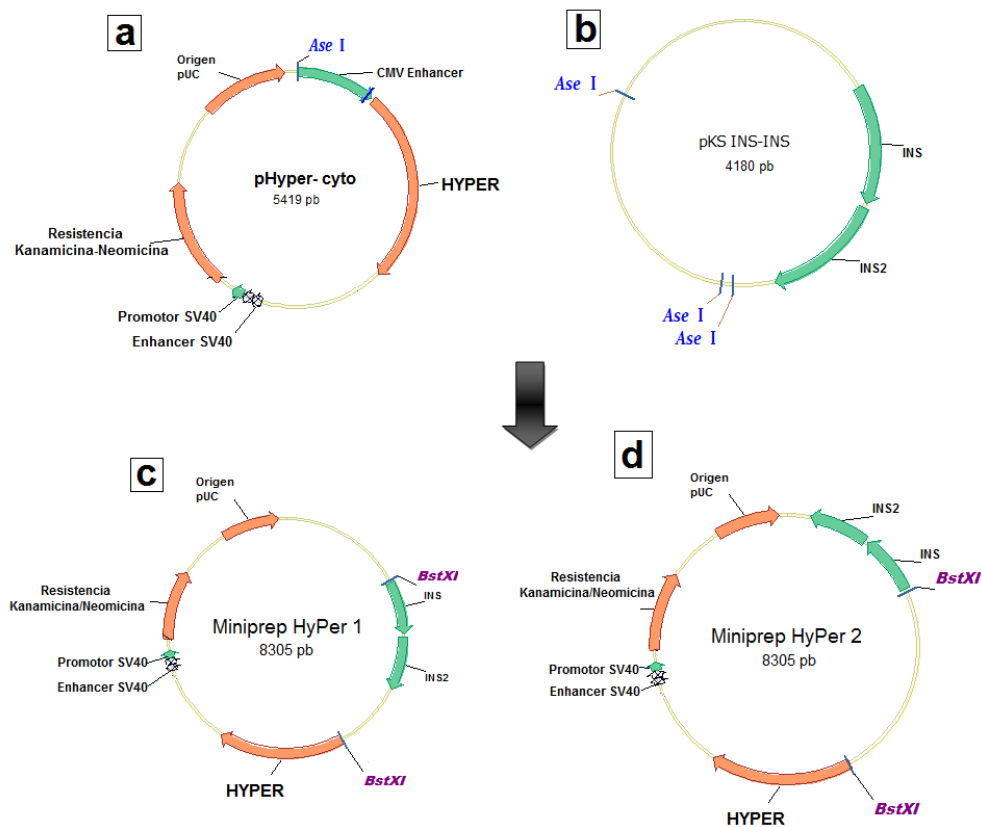 a
Origen
pUC
Ase I
CMV Enhancer
pHyper- cyto
5419 pb
HYPER
Resistencia
Kanamicina-Neomicina
Promotor SV40
Enhancer SV40
b
Ase I
pKS INS-INS
4180 pb
INS
INS2
Ase I
Ase I
c
Origen
pUC
BstXI
INS
Resistencia
Kanamicina/Neomicina
Miniprep HyPer 1
8305 pb
Promotor SV40
INS2
Enhancer SV40
HYPER
BstXI
d
Origen
pUC
INS2
INS
BstXI
Resistencia
Kanamicina/Neomicina
Miniprep HyPer 2
8305 pb
Promotor SV40
Enhancer SV40
HYPER
BstXI